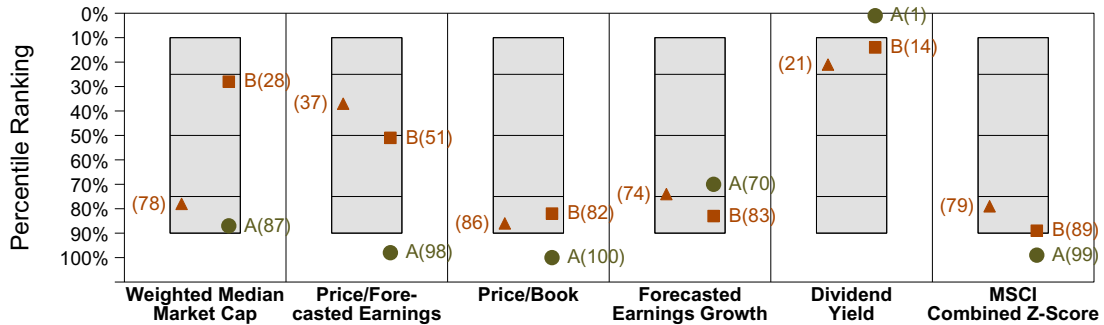 Percentile Ranking
0%
10%
20%
30%
40%
50%
60%
70%
80%
90%
100%
(78)
B(28)
A(87)
(37)
B(51)
A(98)
(86)
B(82)
A(100)
(74)
A(70)
B(83)
(21)
A(1)
B(14)
(79)
B(89)
A(99)
Weighted Median
Market Cap
Price/Fore-
casted Earnings
Price/Book
Forecasted
Earnings Growth
Dividend
Yield
MSCI
Combined Z-Score